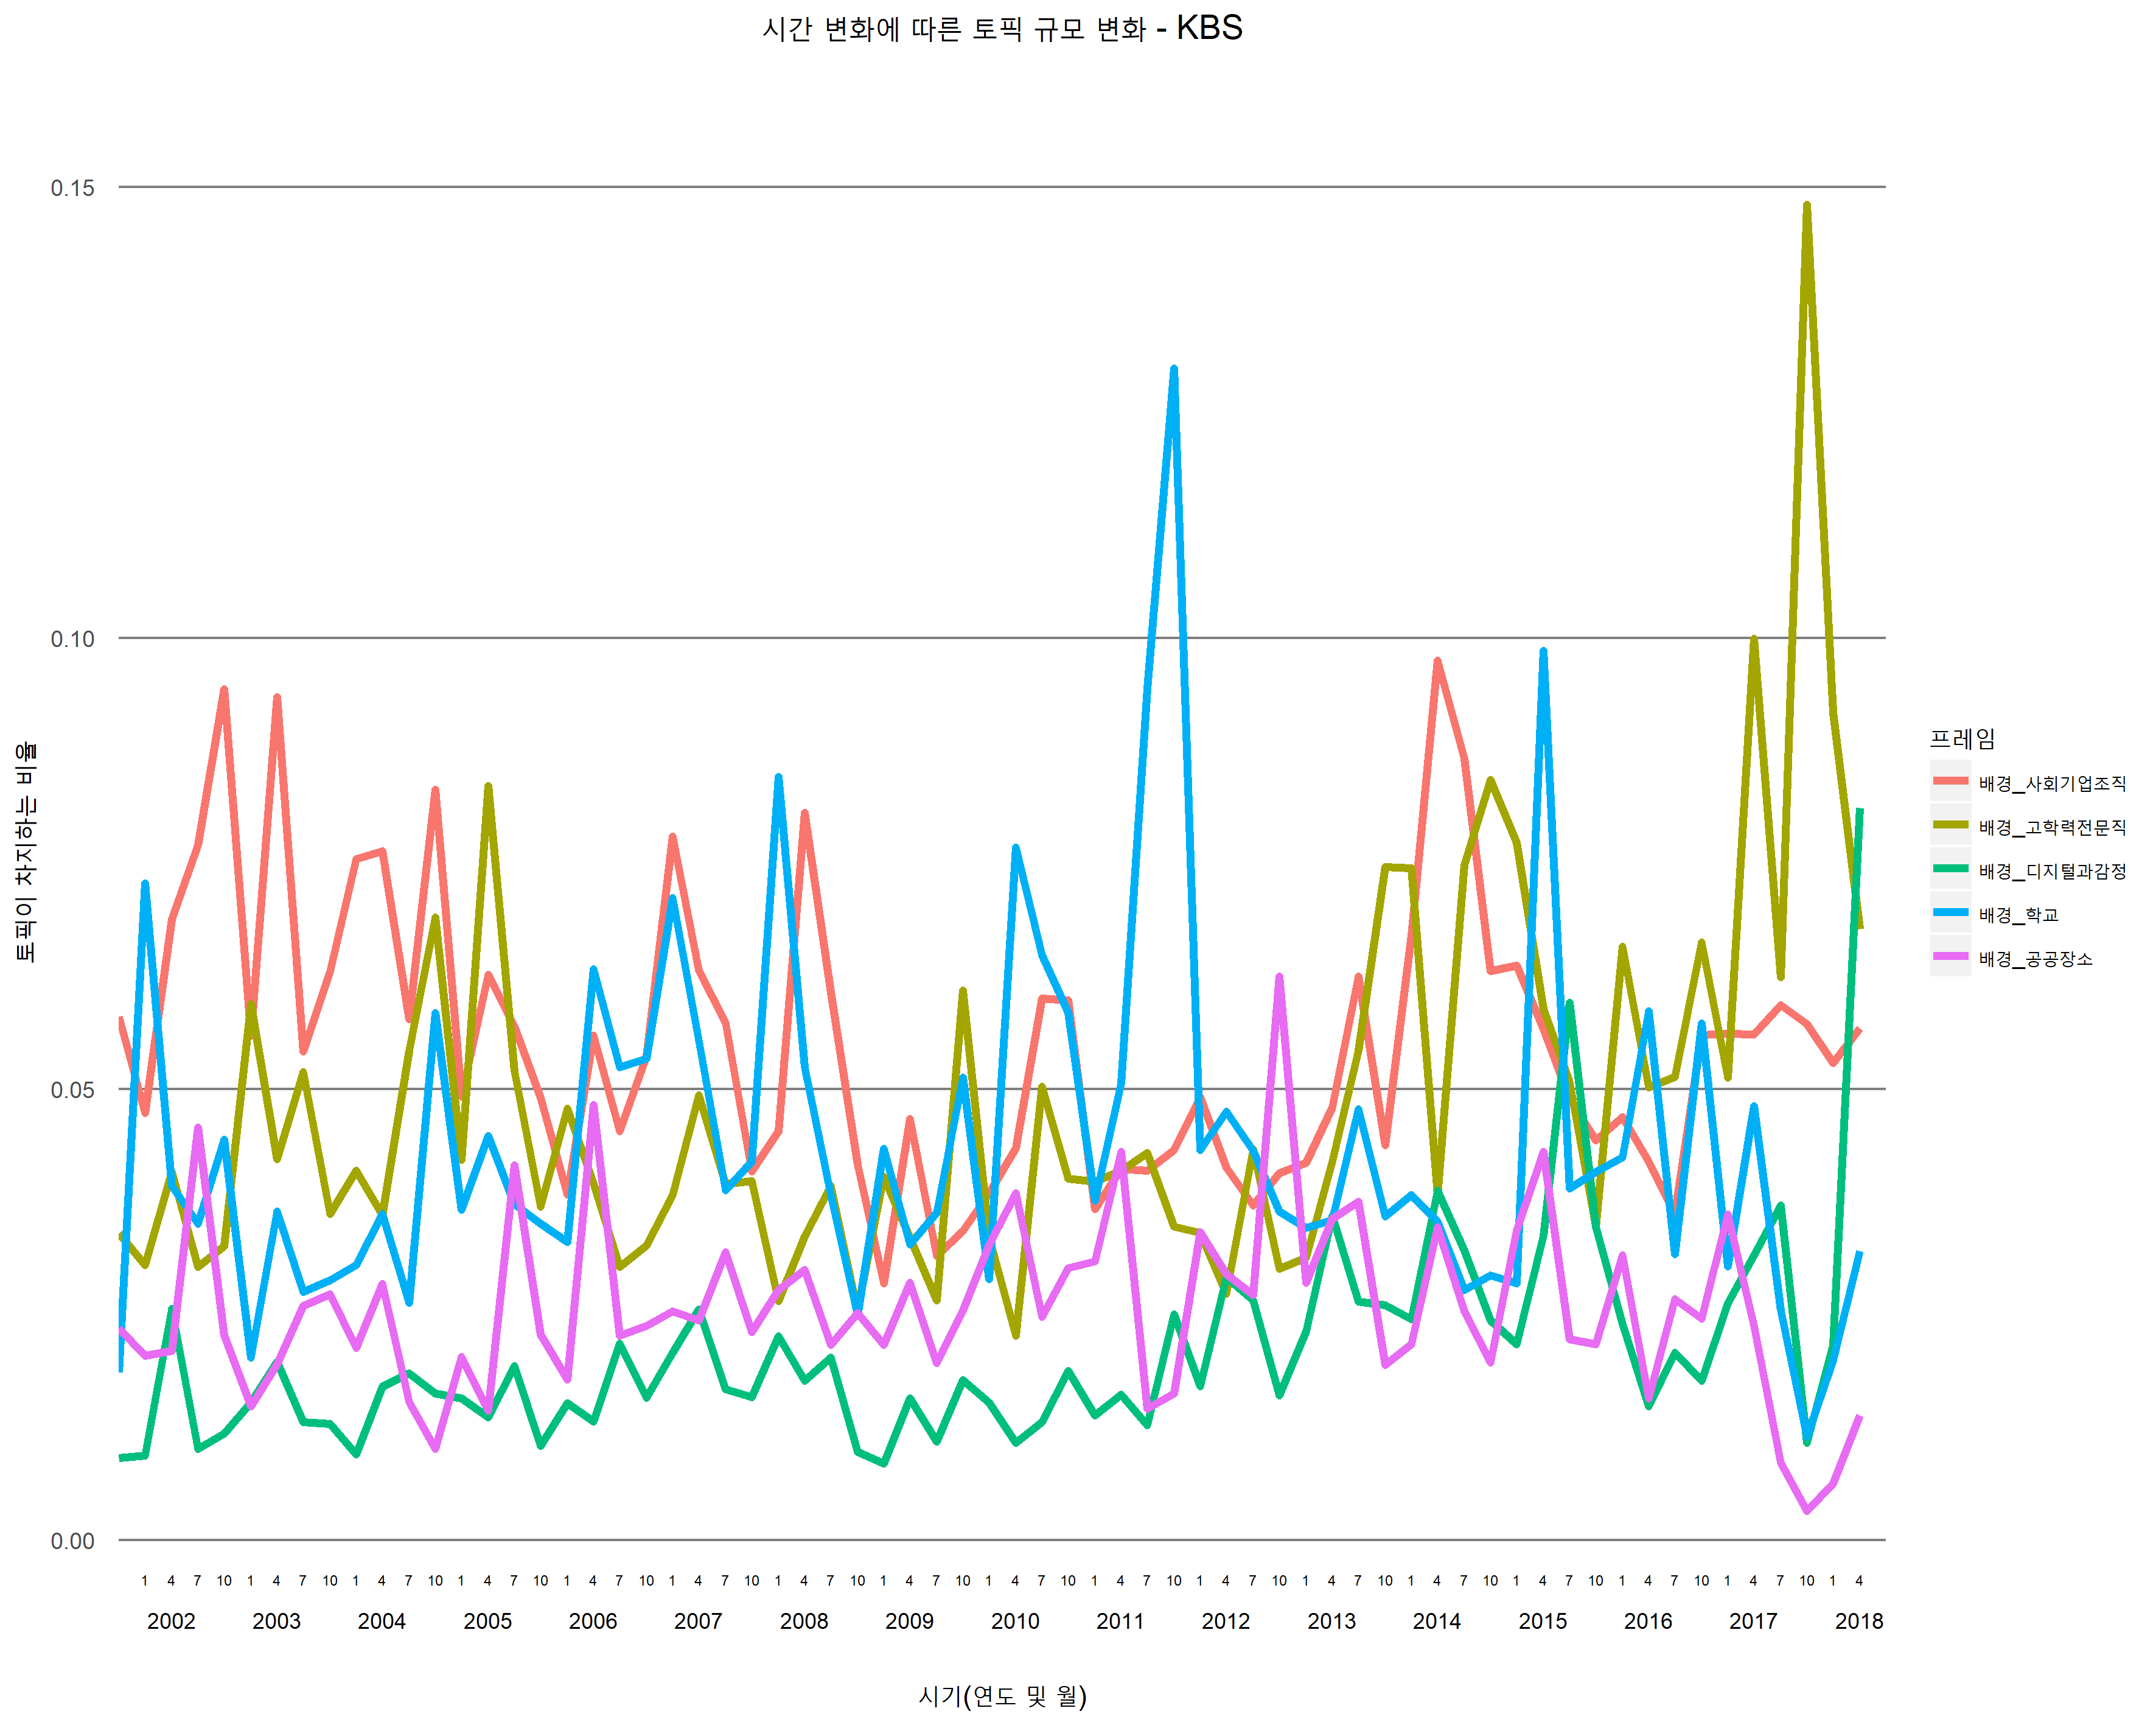 시간 변화에 따른 토픽 규모 변화 - KBS
0.15
0.10
0.05
0.00
토픽이 차지하는 비율
1 4 7 10 1 4 7 10 1 4 7 10 1 4 7 10 1 4 7 10 1 4 7 10 1 4 7 10 1 4 7 10 1 4 7 10 1 4 7 10 1 4 7 10 1 4 7 10 1 4 7 10 1 4 7 10 1 4 7 10 1 4 7 10 1 4
2002 2003 2004 2005 2006 2007 2008 2009 2010 2011 2012 2013 2014 2015 2016 2017 2018
시기(연도 및 월)
프레임
배경_사회기업조직
배경_고학력전문직
배경_디지털과감정
배경_학교
배경_공공장소